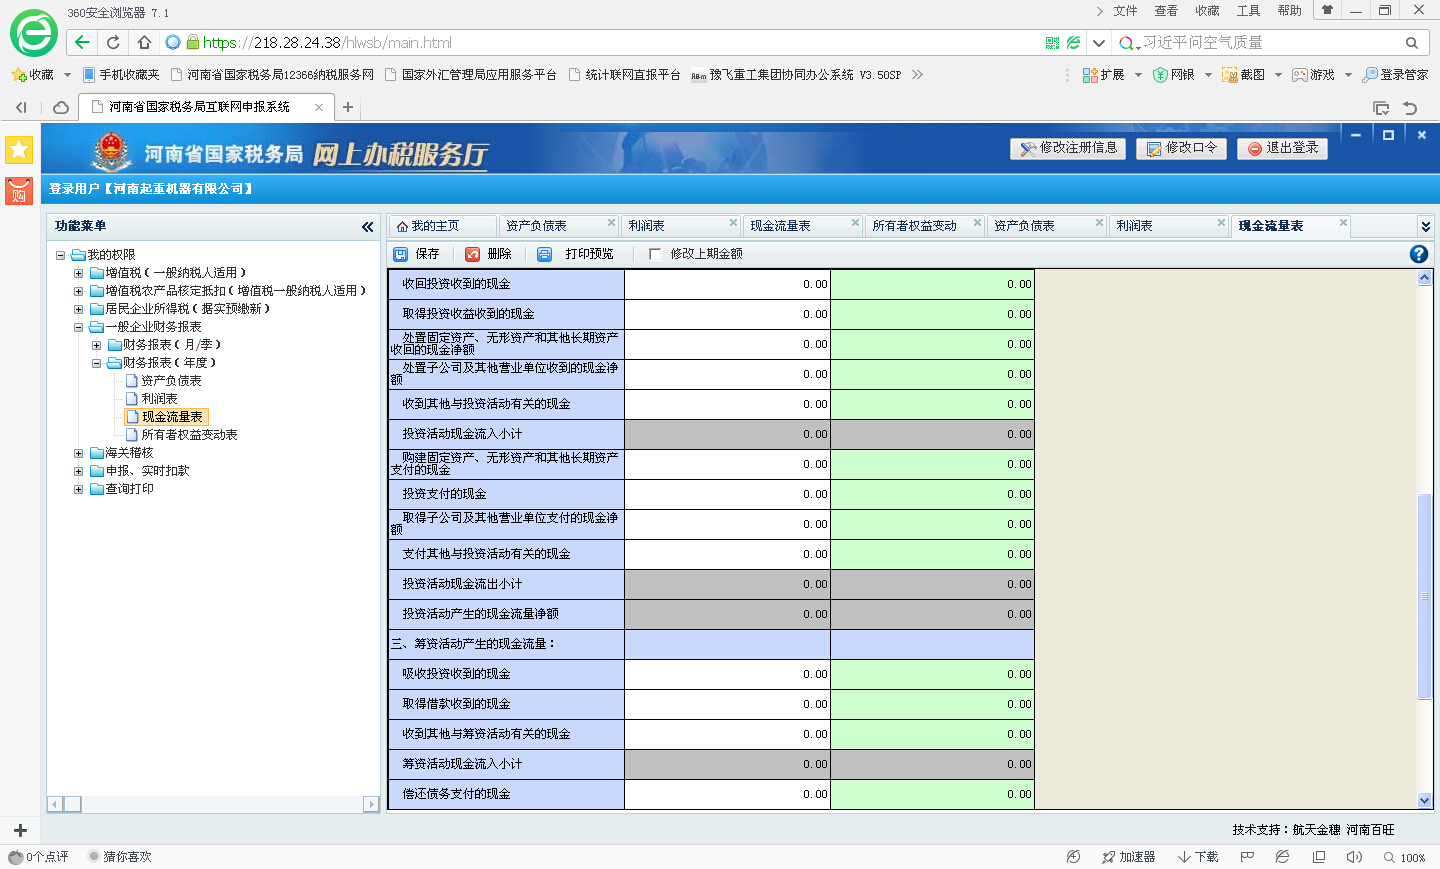 360安全浏览器 7.1
文件 查看 收藏 工具 帮助
https://218.28.24.38/hlwsb/main.html
习近平问空气质量
收藏 手机收藏夹 河南省国家税务局12366纳税服务网 国家外汇管理局应用服务平台 统计联网直报平台 豫飞重工集团协同办公系统 V3.50SP 扩展 网银 截图 游戏 登录管家
河南省国家税务局互联网申报系统
河南省国家税务局 网上办税服务厅
修改注册信息 修改口令 退出登录
登录用户【河南起重机器有限公司】
购
功能菜单
我的权限
增值税（一般纳税人适用）
增值税农产品核定抵扣（增值税一般纳税人适用）
居民企业所得税（据实预缴新）
一般企业财务报表
财务报表（月/季）
财务报表（年度）
资产负债表
利润表
现金流量表
所有者权益变动表
海关稽核
申报、实时扣款
查询打印
我的主页 资产负债表 利润表 现金流量表 所有者权益变动 资产负债表 利润表 现金流量表
保存 删除 打印预览 修改上期金额
收回投资收到的现金 0.00 0.00
取得投资收益收到的现金 0.00 0.00
处置固定资产、无形资产和其他长期资产
收回的现金净额 0.00 0.00
处置子公司及其他营业单位收到的现金净
额 0.00 0.00
收到其他与投资活动有关的现金 0.00 0.00
投资活动现金流入小计 0.00 0.00
购建固定资产、无形资产和其他长期资产
支付的现金 0.00 0.00
投资支付的现金 0.00 0.00
取得子公司及其他营业单位支付的现金净
额 0.00 0.00
支付其他与投资活动有关的现金 0.00 0.00
投资活动现金流出小计 0.00 0.00
投资活动产生的现金流量净额 0.00 0.00
三、筹资活动产生的现金流量：
吸收投资收到的现金 0.00 0.00
取得借款收到的现金 0.00 0.00
收到其他与筹资活动有关的现金 0.00 0.00
筹资活动现金流入小计 0.00 0.00
偿还债务支付的现金 0.00 0.00
技术支持：航天金穗 河南百旺
0个点评 猜你喜欢
加速器 下载 100%